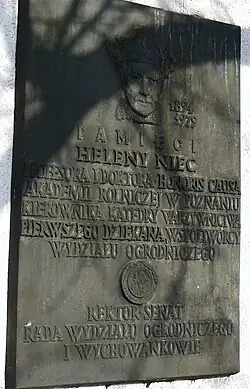 1894
1979
PAMIĘCI
HELENY NIEĆ
PROFESORA I DOKTORA HONORIS CAUSA
AKADEMII ROLNICZEJ W POZNANIU
KIEROWNIKA KATEDRY WARZYWNICTWA
PIERWSZEGO DZIEKANA, WSPÓŁTWÓRCY
WYDZIAŁU OGRODNICZEGO
REKTOR SENAT
RADA WYDZIAŁU OGRODNICZEGO
I WYCHOWANKOWIE